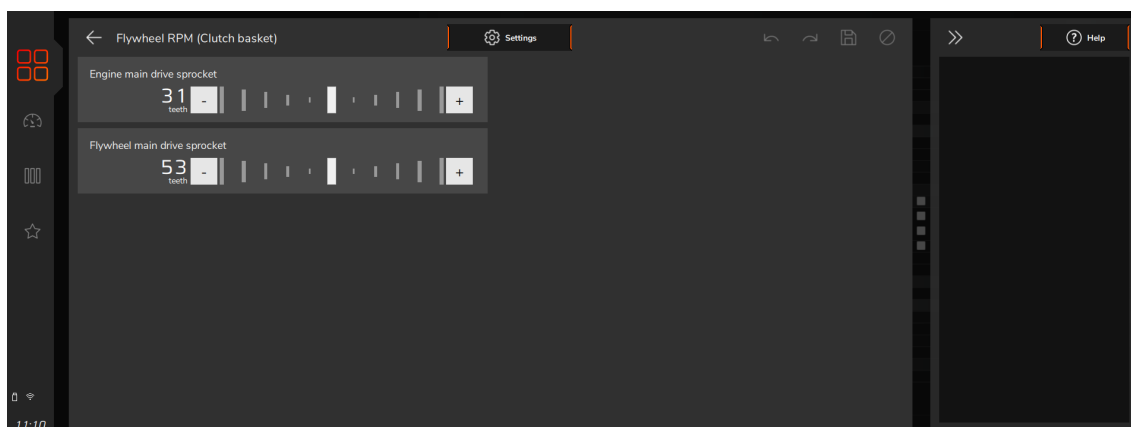 Flywheel RPM (Clutch basket)
Settings
Help
Engine main drive sprocket
31
teeth
-
+
Flywheel main drive sprocket
53
teeth
-
+
11:10